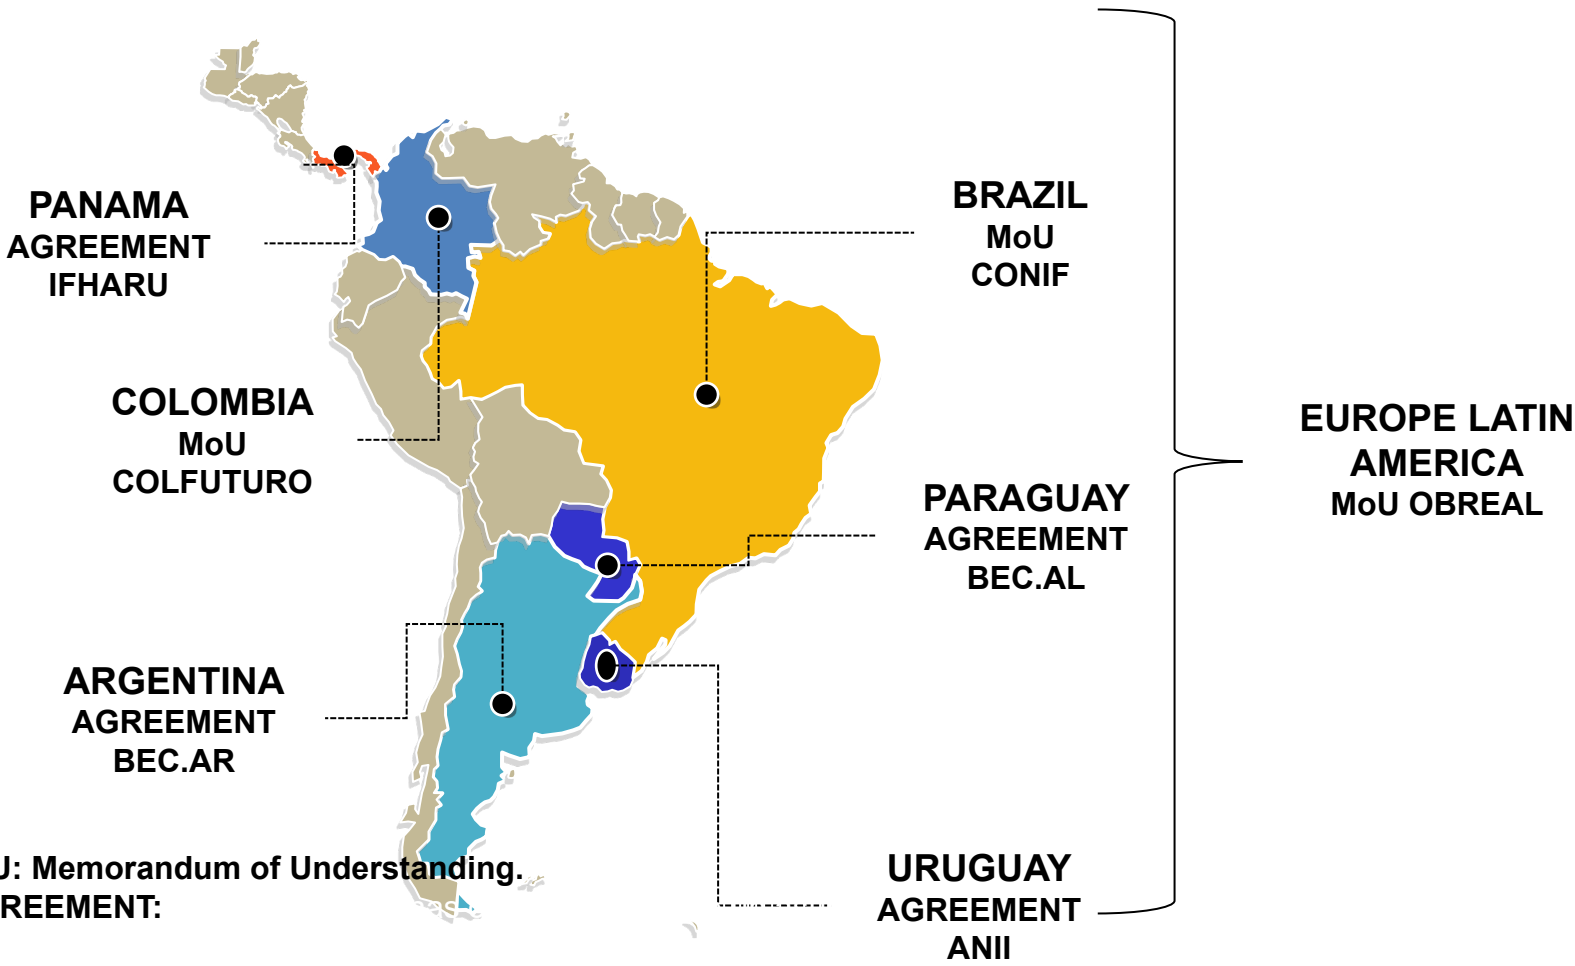 PANAMA
AGREEMENT
IFHARU
COLOMBIA
MoU
COLFUTURO
ARGENTINA
AGREEMENT
BEC.AR
BRAZIL
MoU
CONIF
PARAGUAY
AGREEMENT
BEC.AL
URUGUAY
AGREEMENT
ANII
EUROPE LATIN
AMERICA
MoU OBREAL
U: Memorandum of Understanding.
REEMENT: